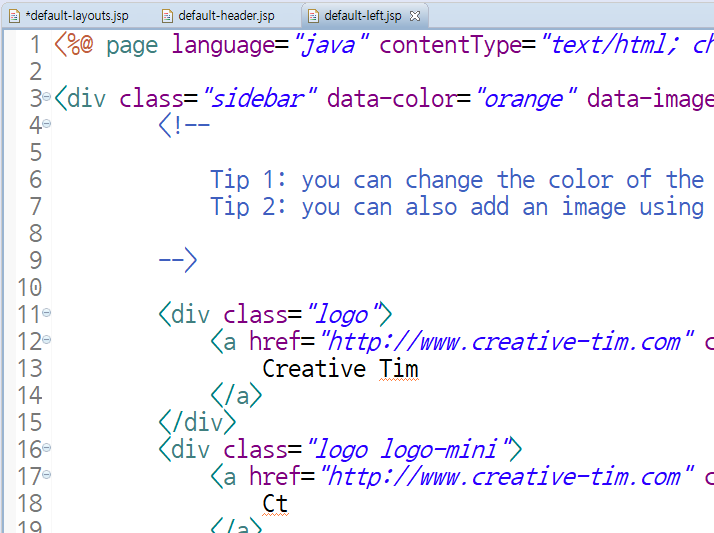 *default-layouts.jsp default-header.jsp default-left.jsp
1 <%@ page language="java" contentType="text/html;
2
3 <div class="sidebar" data-color="orange" data-image
4 <!--
5
6 Tip 1: you can change the color of the
7 Tip 2: you can also add an image using
8
9 -->
10
11 <div class="logo">
12 <a href="http://www.creative-tim.com"
13 Creative Tim
14 </a>
15 </div>
16 <div class="logo logo-mini">
17 <a href="http://www.creative-tim.com"
18 Ct
19 </a>